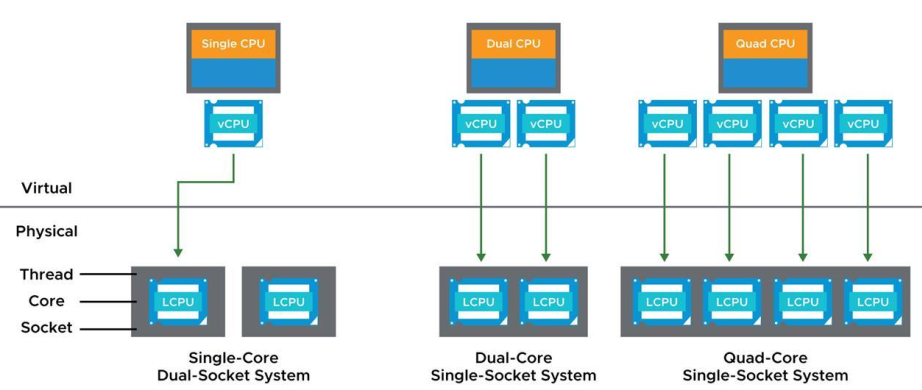 Single CPU
Dual CPU
Quad CPU
vCPU
vCPU
vCPU
vCPU
vCPU
vCPU
vCPU
Virtual
Physical
Thread
Core
Socket
LCPU
LCPU
LCPU
LCPU
LCPU
LCPU
LCPU
LCPU
Single-Core
Dual-Socket System
Dual-Core
Single-Socket System
Quad-Core
Single-Socket System